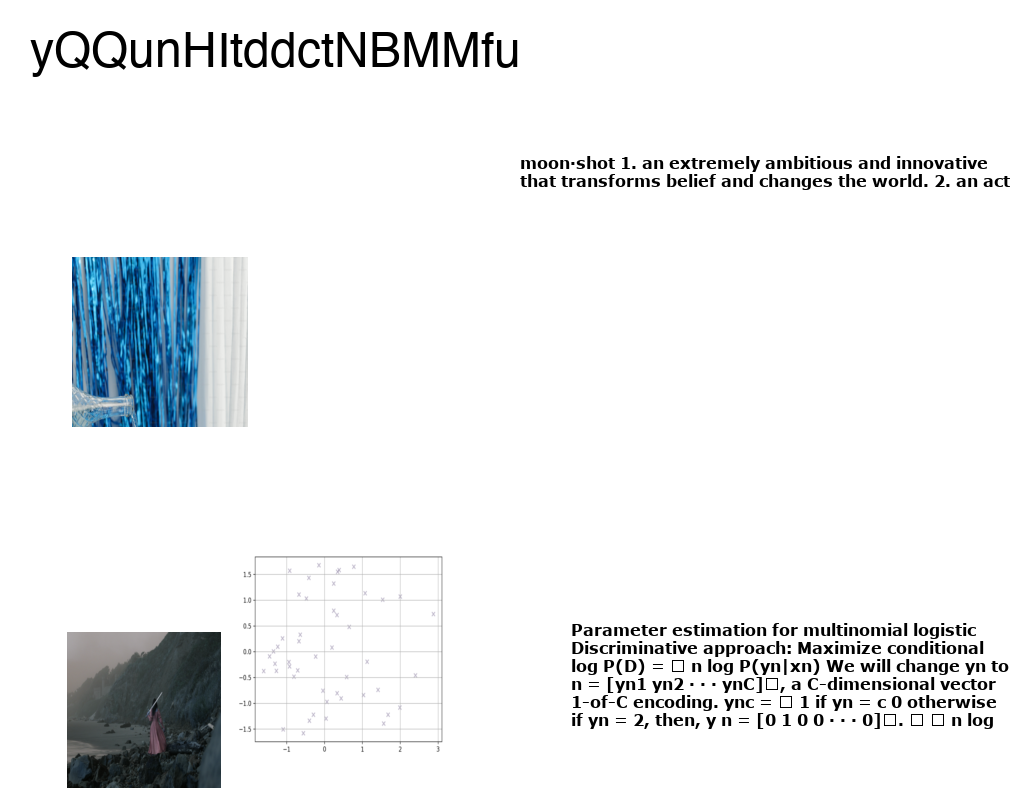 yQQunHItddctNBMMfu
moon·shot 1. an extremely ambitious and innovative
that transforms belief and changes the world. 2. an act
1.5
1.0
0.5
0.0
−0.5
−1.0
−1.5
−1 0 1 2 3
Parameter estimation for multinomial logistic
Discriminative approach: Maximize conditional
log P(D) = □ n log P(yn|xn) We will change yn to
n = [yn1 yn2 · · · ynC]□, a C-dimensional vector
1-of-C encoding. ync = □ 1 if yn = c 0 otherwise
if yn = 2, then, y n = [0 1 0 0 · · · 0]□. □ □ n log